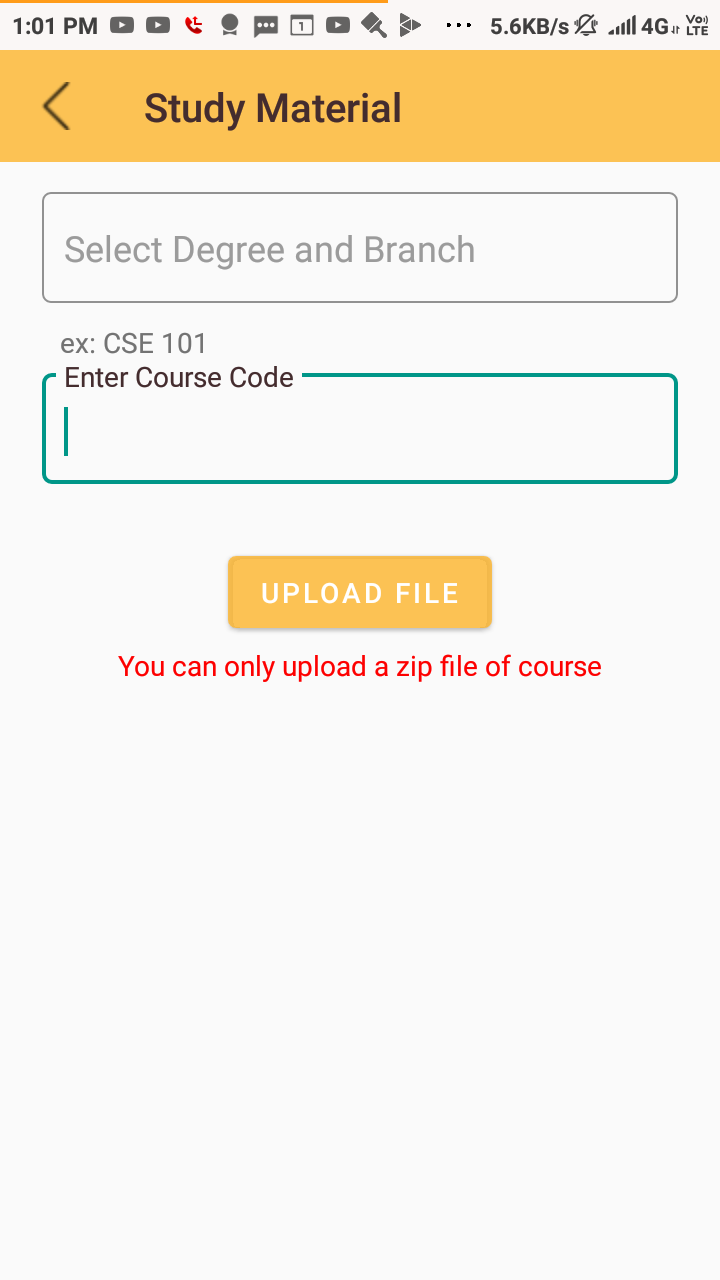 1:01 PM 1 ... 5.6KB/s 4G Vo)) LTE
Study Material
Select Degree and Branch
ex: CSE 101
Enter Course Code
UPLOAD FILE
You can only upload a zip file of course